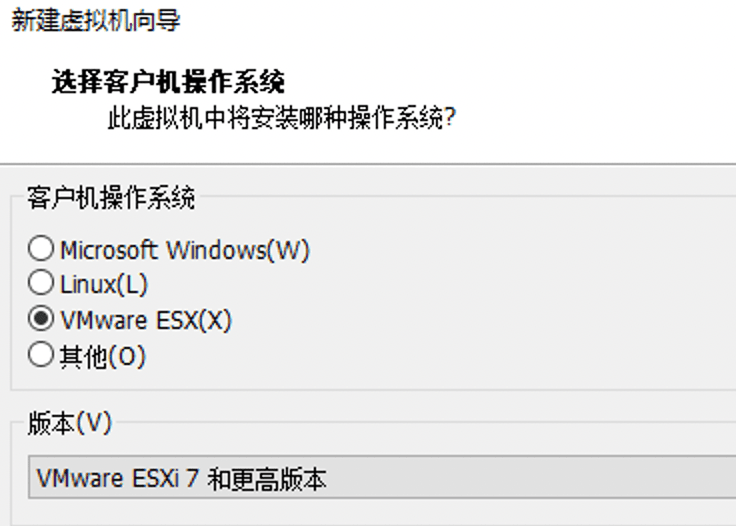 新建虚拟机向导
选择客户机操作系统
此虚拟机中将安装哪种操作系统?
客户机操作系统
Microsoft Windows(W)
Linux(L)
VMware ESX(X)
其他(O)
版本(V)
VMware ESXi 7 和更高版本